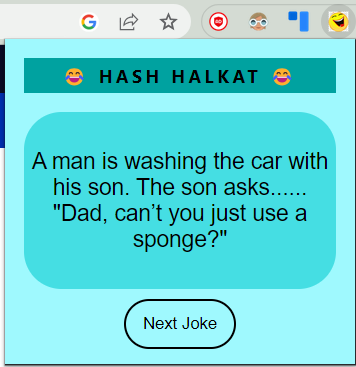 😂 HASH HALKAT 😂
A man is washing the car with
his son. The son asks......
"Dad, can’t you just use a
sponge?"
Next Joke